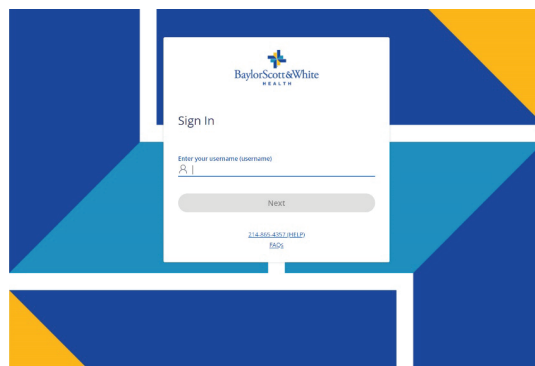 BaylorScott&White
HEALTH
Sign In
Enter your username (username)
Next
214-865-4357 (HELP)
FAQs